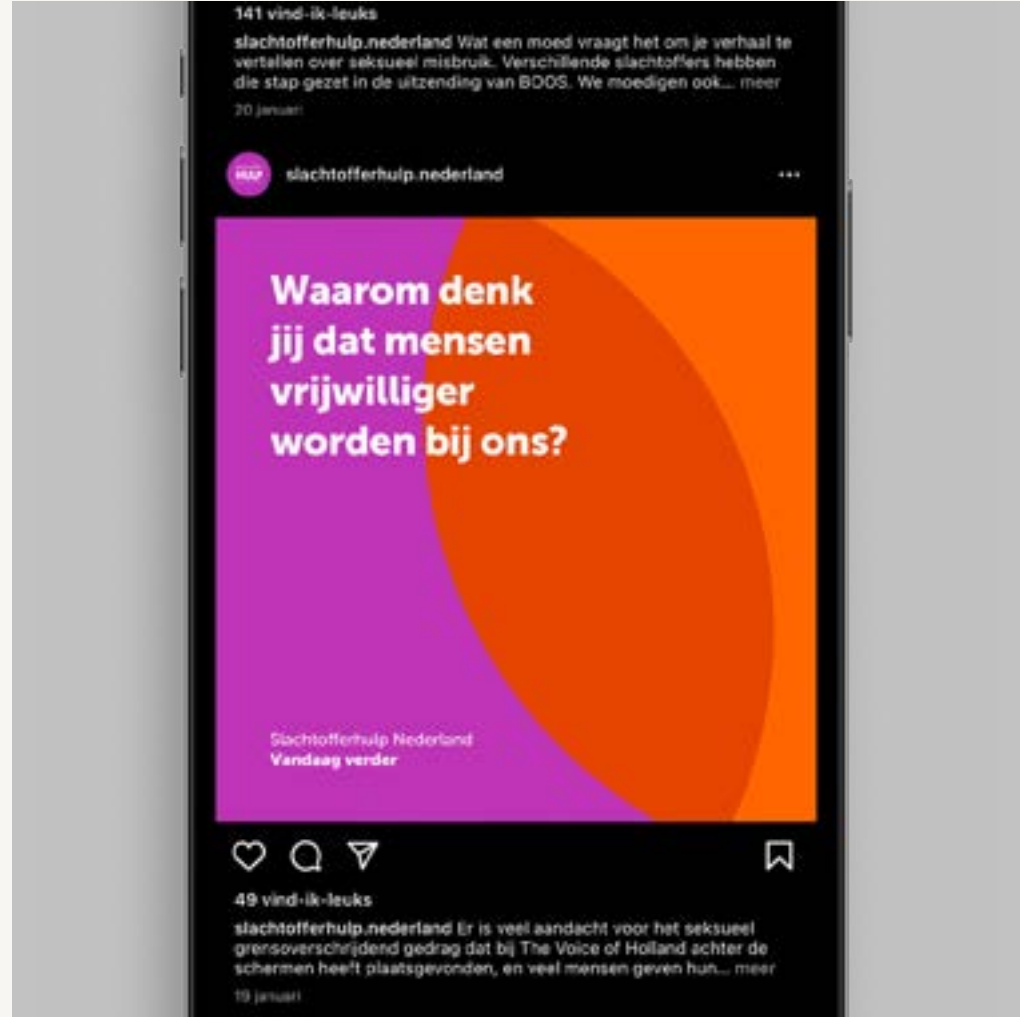 141 vind-ik-leuks
slachtofferhulp.nederland Wat een moed vraagt het om je verhaal te
vertellen over seksueel misbruik. Verschillende slachtoffers hebben
die stap gezet in de uitzending van BOOS. We moedigen ook... meer
20 januari
HULP slachtofferhulp.nederland
Waarom denk
jij dat mensen
vrijwilliger
worden bij ons?
Slachtofferhulp Nederland
Vandaag verder
49 vind-ik-leuks
slachtofferhulp.nederland Er is veel aandacht voor het seksueel
grensoverschrijdend gedrag dat bij The Voice of Holland achter de
schermen heeft plaatsgevonden, en veel mensen geven hun... meer
19 januari